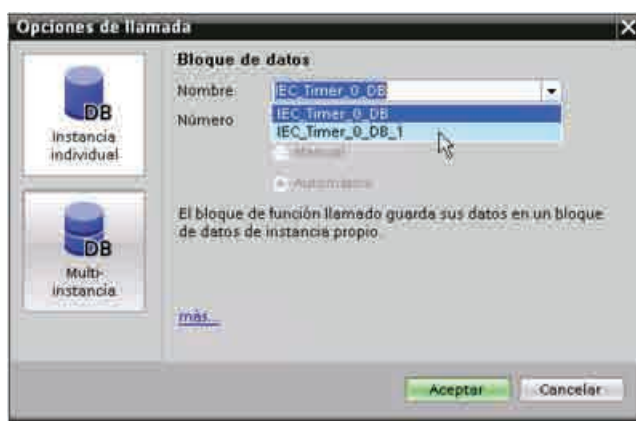 Opciones de llamada
DB
Instancia
individual
DB
Multi-
instancia
Bloque de datos
Nombre
IEC_Timer_0_DB
IEC_Timer_0_DB
IEC_Timer_0_DB_1
Número
Manual
Automático
El bloque de función llamado guarda sus datos en un bloque
de datos de instancia propio.
más...
Aceptar
Cancelar